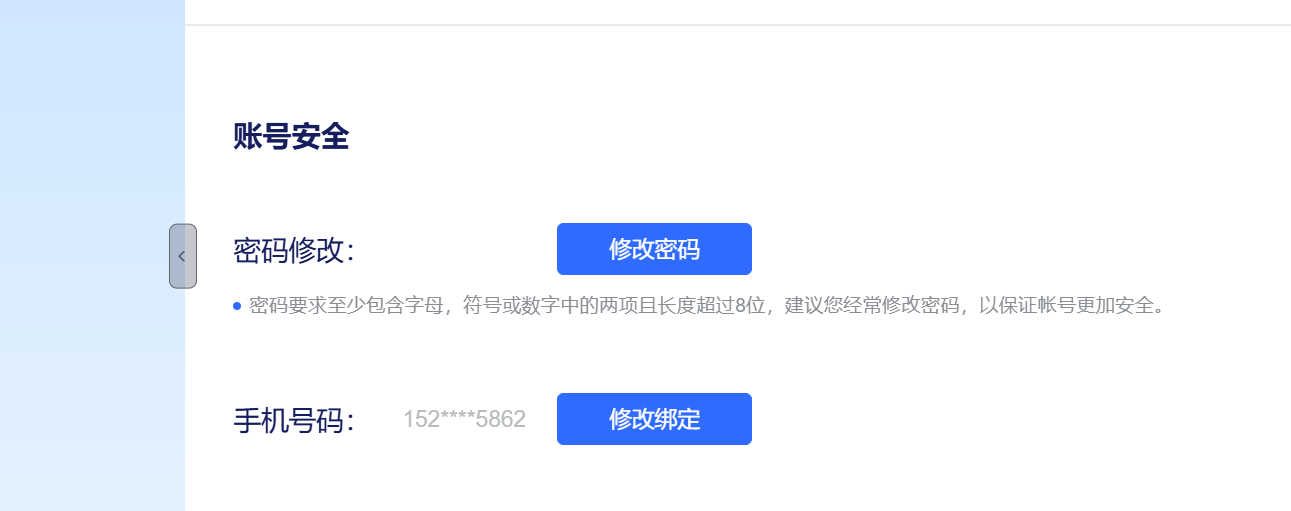 账号安全
密码修改： 修改密码
密码要求至少包含字母，符号或数字中的两项且长度超过8位，建议您经常修改密码，以保证帐号更加安全。
手机号码： 152****5862 修改绑定